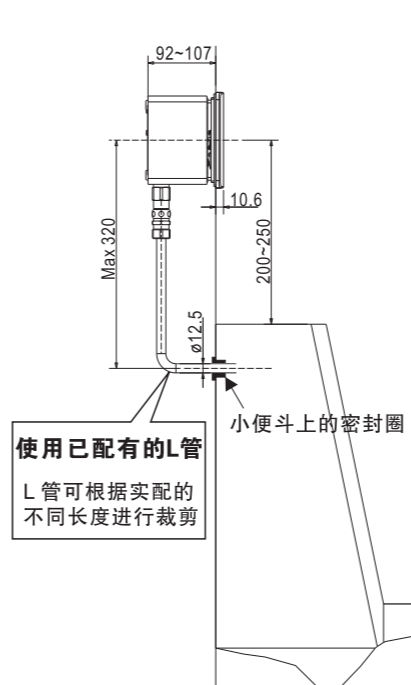 92~107
10.6
Max 320
200~250
ø12.5
小便斗上的密封圈
使用已配有的L管
L 管可根据实配的
不同长度进行裁剪